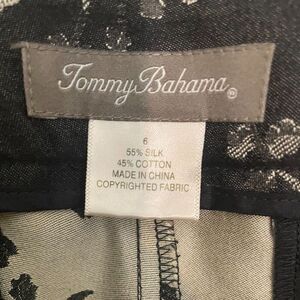 Tommy Bahama®
6
55% SILK
45% COTTON
MADE IN CHINA
COPYRIGHTED FABRIC